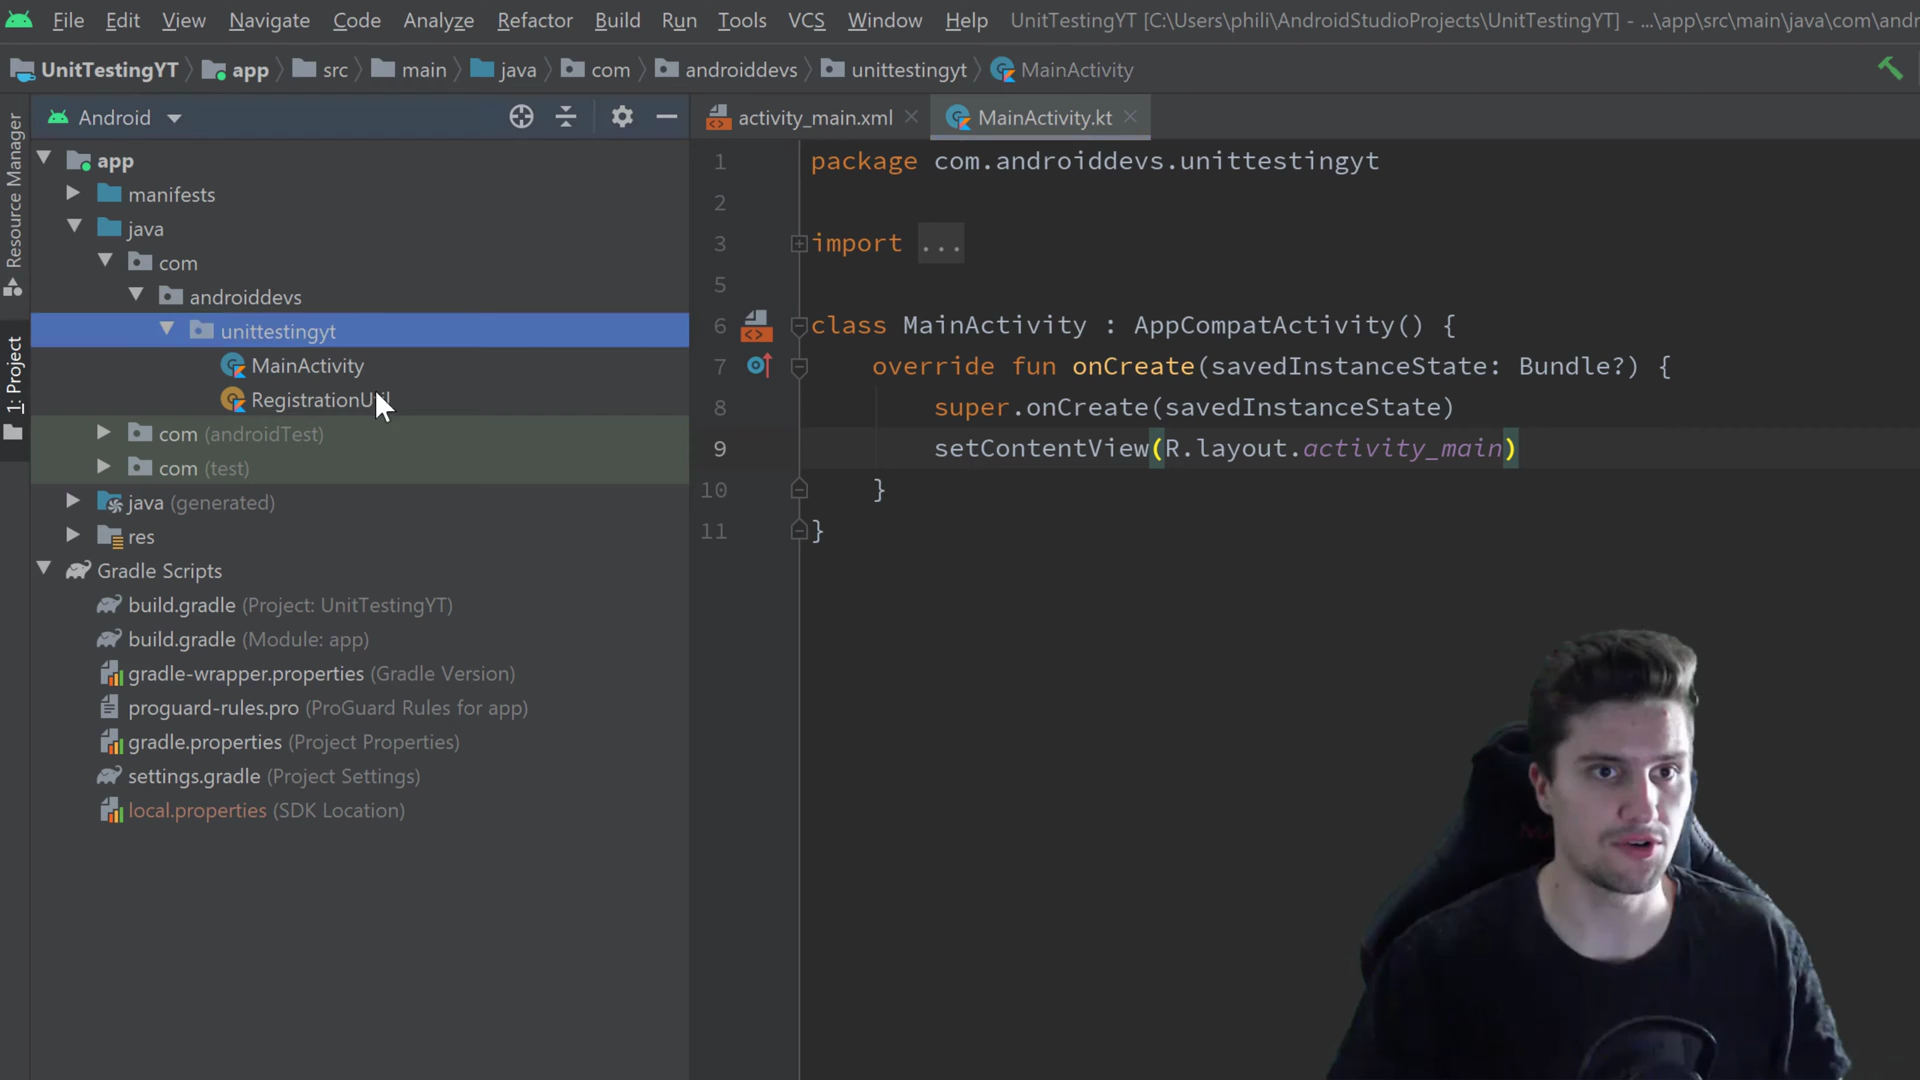 File Edit View Navigate Code Analyze Refactor Build Run Tools VCS Window Help UnitTestingYT [C:\Users\phili\AndroidStudioProjects\UnitTestingYT] - ...\app\src\main\java\com\andr
UnitTestingYT app src main java com androiddevs unittestingyt MainActivity
Resource Manager
1: Project
Android
app
manifests
java
com
androiddevs
unittestingyt
MainActivity
RegistrationUtil
com (androidTest)
com (test)
java (generated)
res
Gradle Scripts
build.gradle (Project: UnitTestingYT)
build.gradle (Module: app)
gradle-wrapper.properties (Gradle Version)
proguard-rules.pro (ProGuard Rules for app)
gradle.properties (Project Properties)
settings.gradle (Project Settings)
local.properties (SDK Location)
activity_main.xml MainActivity.kt
1 package com.androiddevs.unittestingyt
2
3 import ...
5
6 class MainActivity : AppCompatActivity() {
7 override fun onCreate(savedInstanceState: Bundle?) {
8 super.onCreate(savedInstanceState)
9 setContentView(R.layout.activity_main)
10 }
11 }